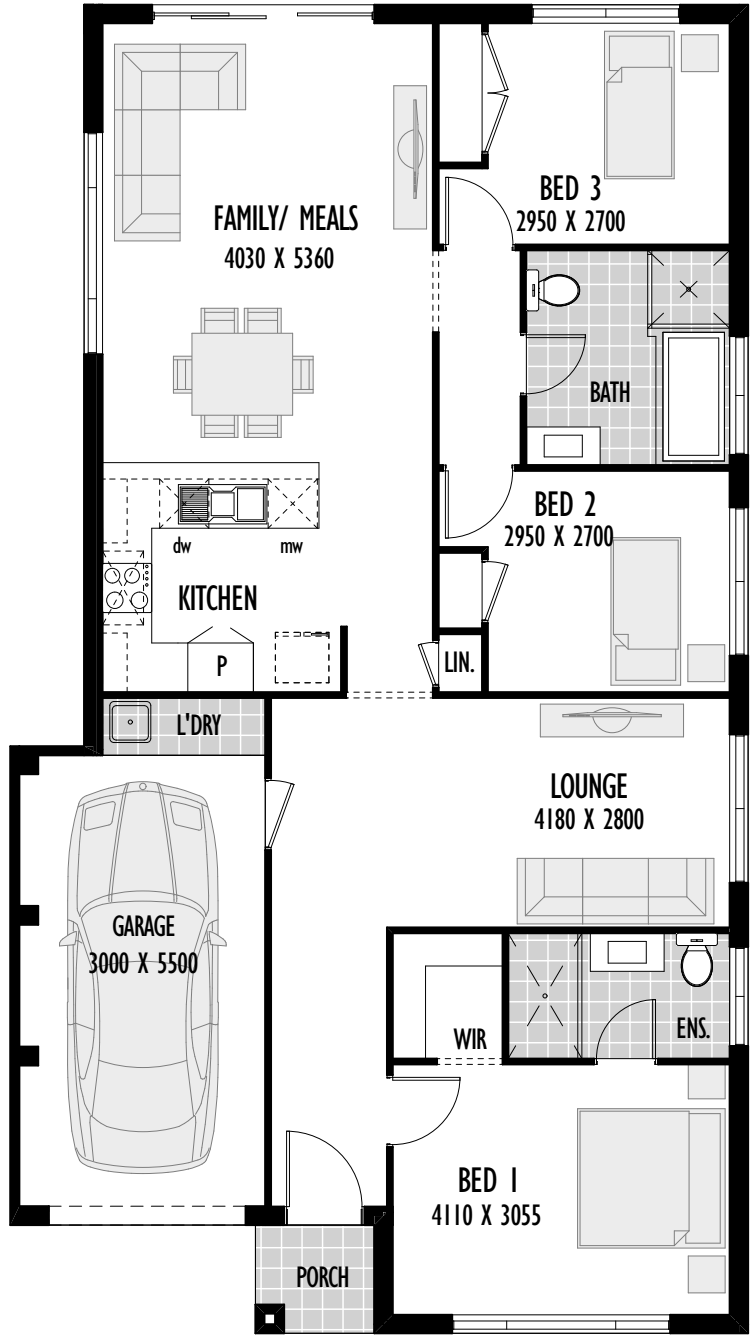 BED 3
2950 X 2700
FAMILY/ MEALS
4030 X 5360
BATH
BED 2
2950 X 2700
dw
mw
KITCHEN
P
LIN.
L'DRY
LOUNGE
4180 X 2800
GARAGE
3000 X 5500
WIR
ENS.
BED 1
4110 X 3055
PORCH